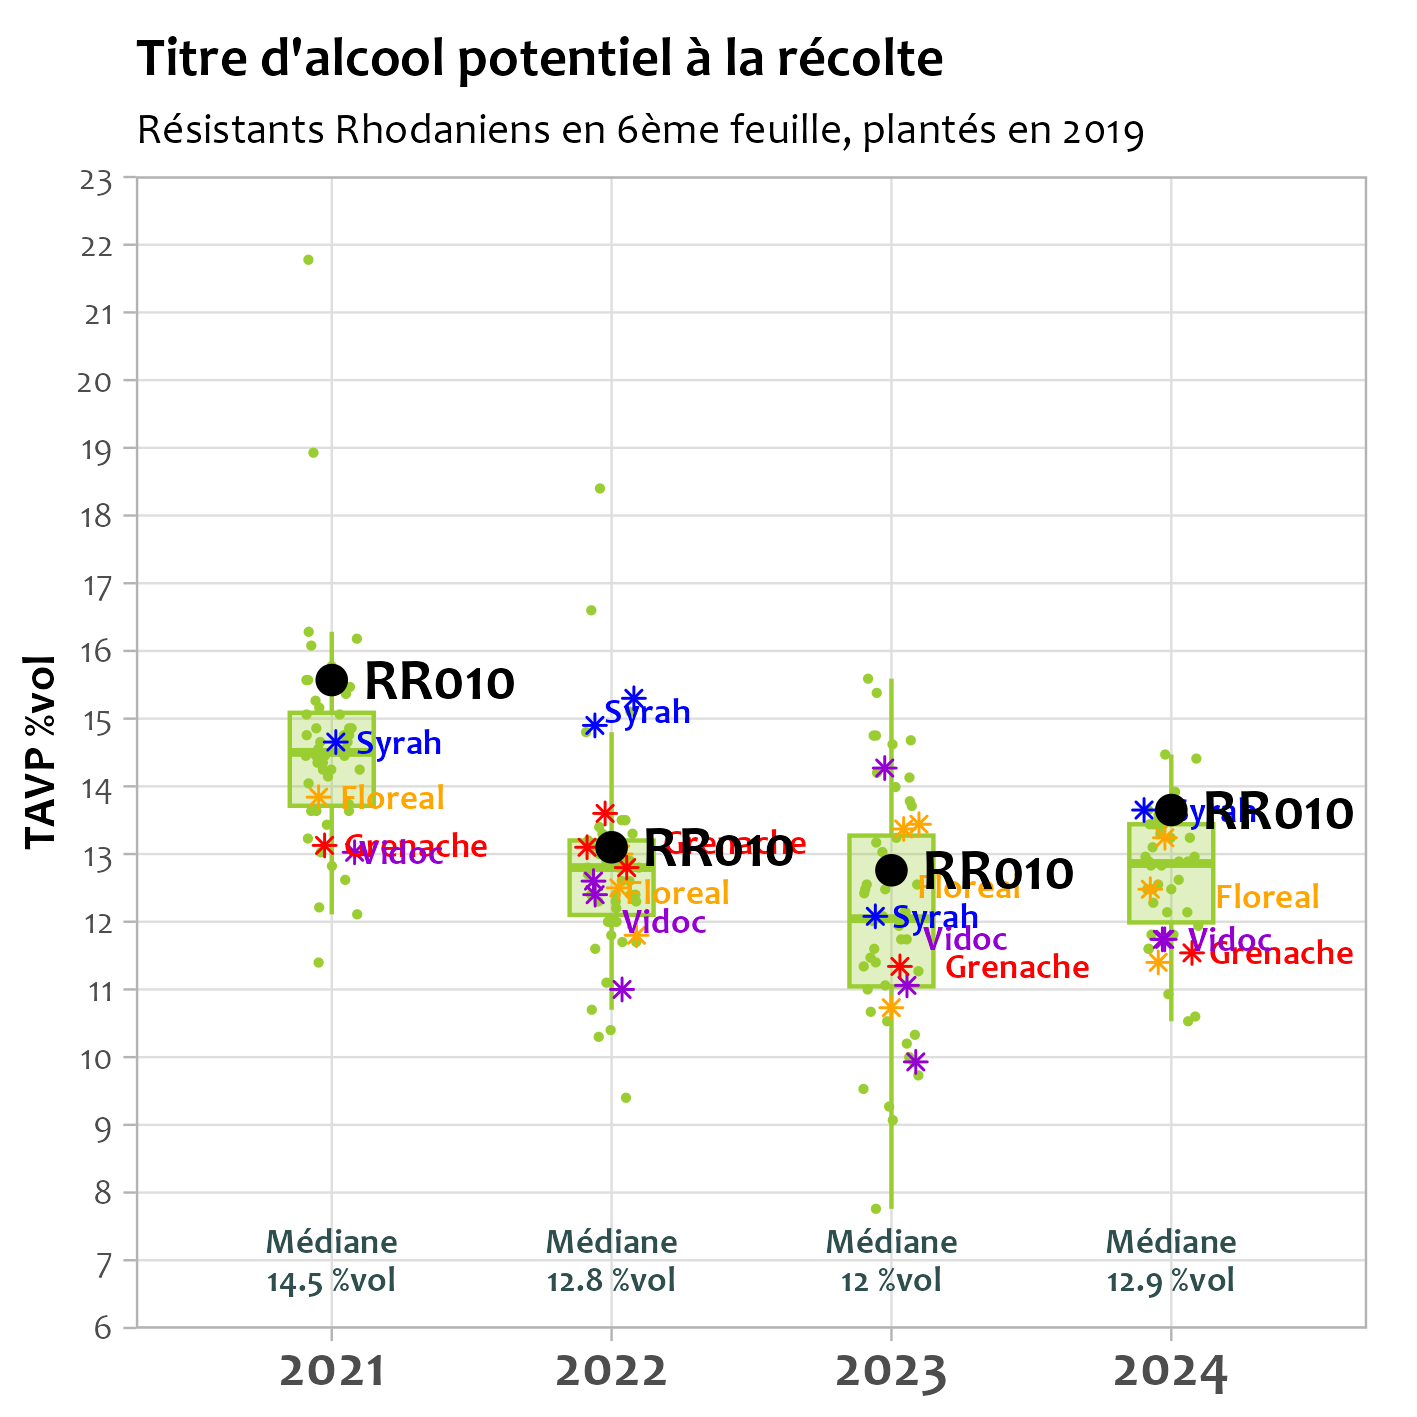 Titre d'alcool potentiel à la récolte
Résistants Rhodaniens en 6ème feuille, plantés en 2019
TAVP %vol
23
22
21
20
19
18
17
16
15
14
13
12
11
10
9
8
7
6
RR010
Syrah
Floreal
Grenache
Vidoc
Syrah
Grenache
RR010
Floreal
Vidoc
RR010
Floreal
Syrah
Vidoc
Grenache
Syrah
RR010
Floreal
Vidoc
Grenache
Médiane
14.5 %vol
Médiane
12.8 %vol
Médiane
12 %vol
Médiane
12.9 %vol
2021
2022
2023
2024